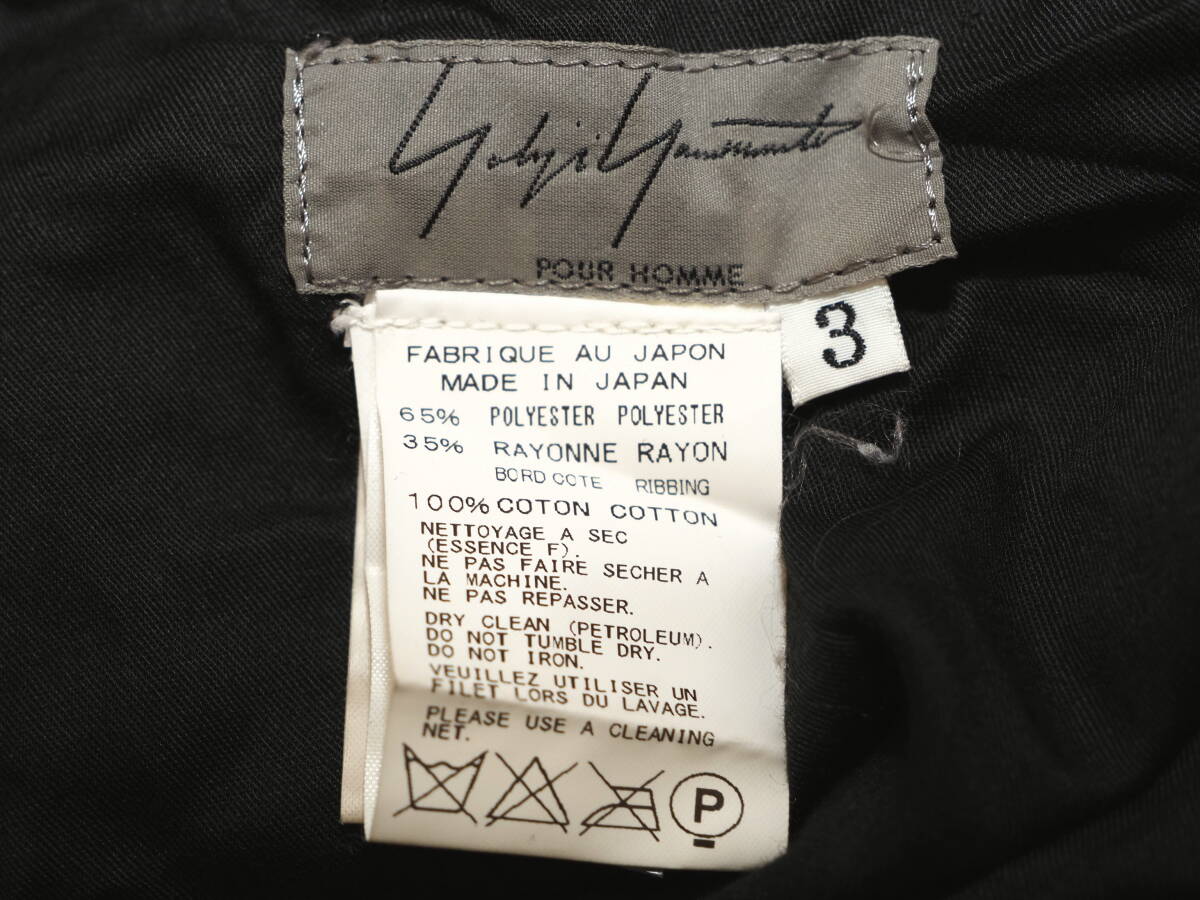 Yohji Yamamoto
POUR HOMME
3
FABRIQUE AU JAPON
MADE IN JAPAN
65% POLYESTER POLYESTER
35% RAYONNE RAYON
BORD COTE RIBBING
100% COTON COTTON
NETTOYAGE A SEC
(ESSENCE F).
NE PAS FAIRE SECHER A
LA MACHINE.
NE PAS REPASSER.
DRY CLEAN (PETROLEUM).
DO NOT TUMBLE DRY.
DO NOT IRON.
VEUILLEZ UTILISER UN
FILET LORS DU LAVAGE.
PLEASE USE A CLEANING
NET.
P